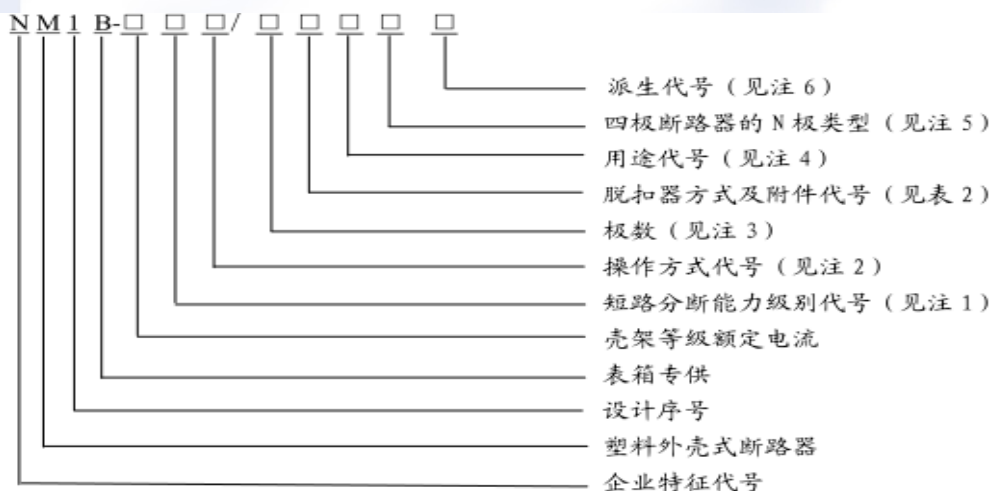 N M 1 B-□ □ □/ □ □ □ □ □
派生代号（见注 6）
四极断路器的 N 极类型（见注 5）
用途代号（见注 4）
脱扣器方式及附件代号（见表 2）
极数（见注 3）
操作方式代号（见注 2）
短路分断能力级别代号（见注 1）
壳架等级额定电流
表箱专供
设计序号
塑料外壳式断路器
企业特征代号